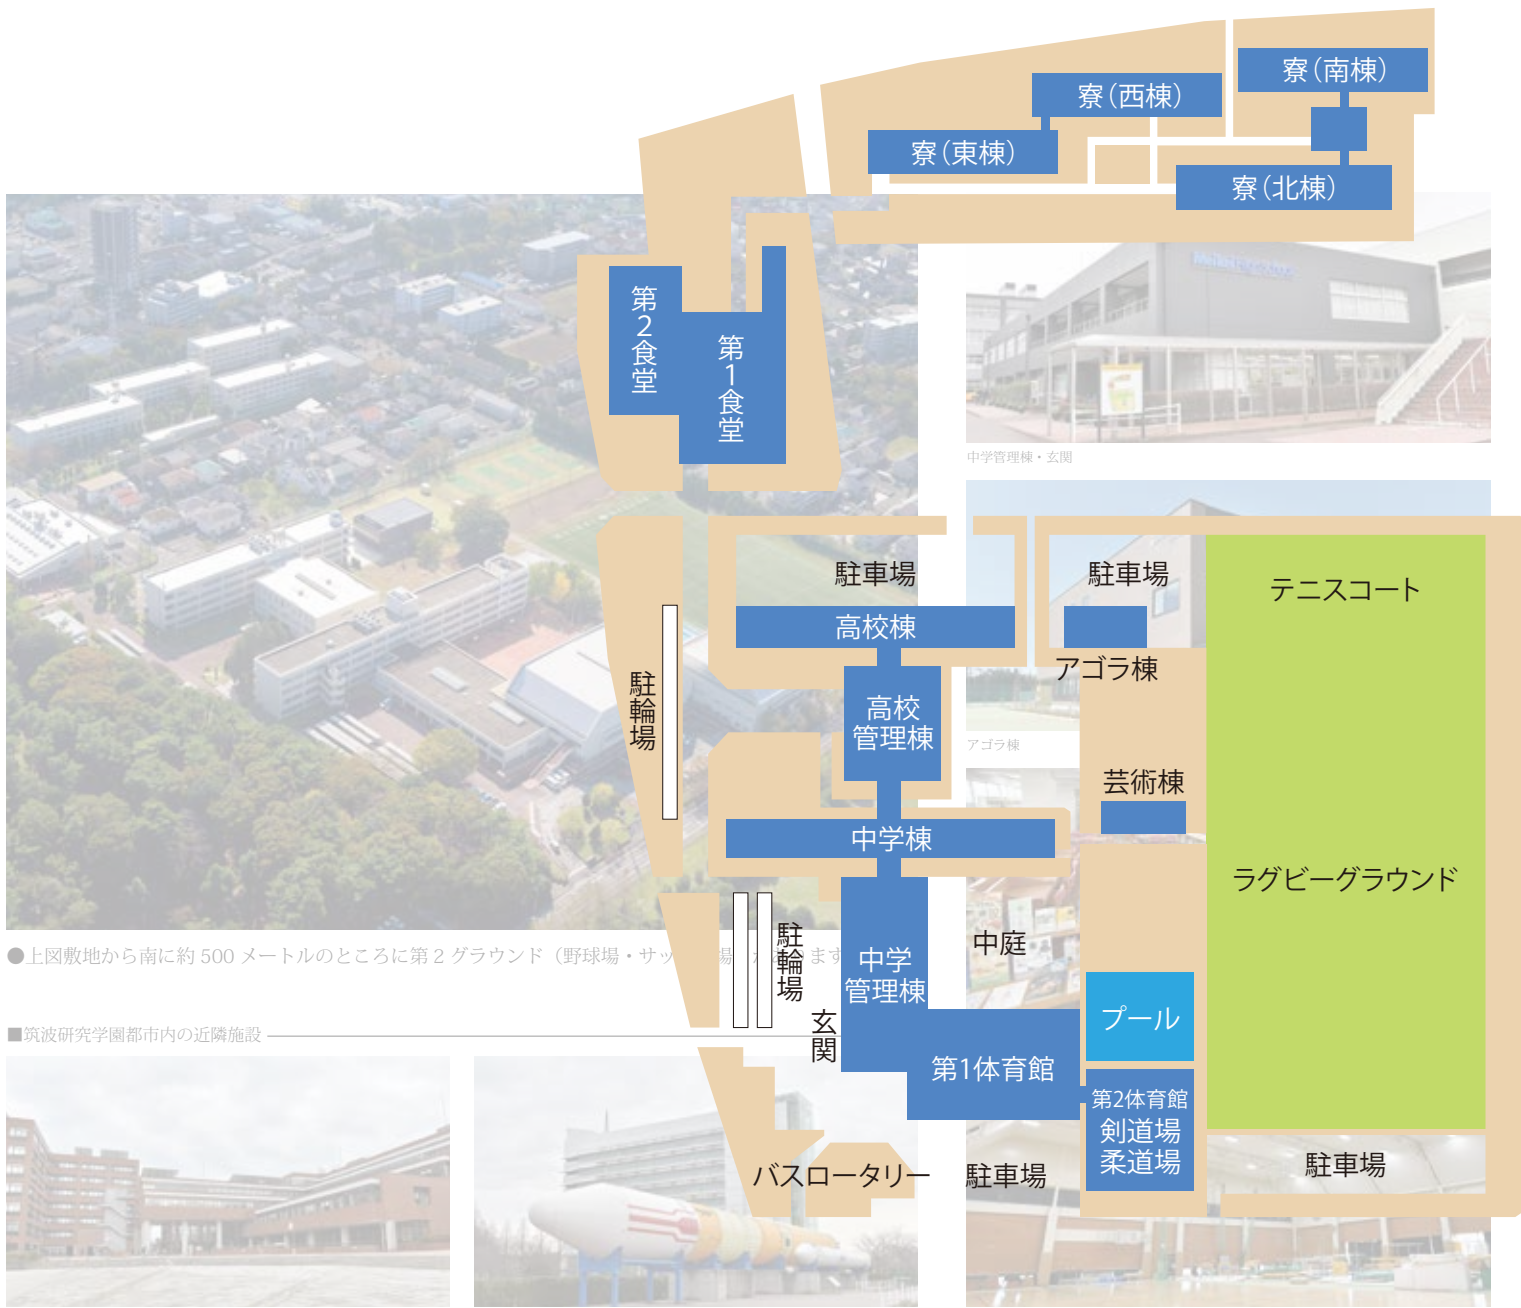 寮（南棟）
寮（西棟）
寮（東棟）
寮（北棟）
第2食堂
第1食堂
中学管理棟・玄関
駐車場
駐車場
テニスコート
高校棟
アゴラ棟
駐輪場
高校
管理棟
アゴラ棟
芸術棟
中学棟
ラグビーグラウンド
駐輪場
中庭
中学
管理棟
●上図敷地から南に約 500 メートルのところに第 2 グラウンド（野球場・サッ
場
ります
プール
玄関
■筑波研究学園都市内の近隣施設
第1体育館
第2体育館
剣道場
柔道場
バスロータリー
駐車場
駐車場